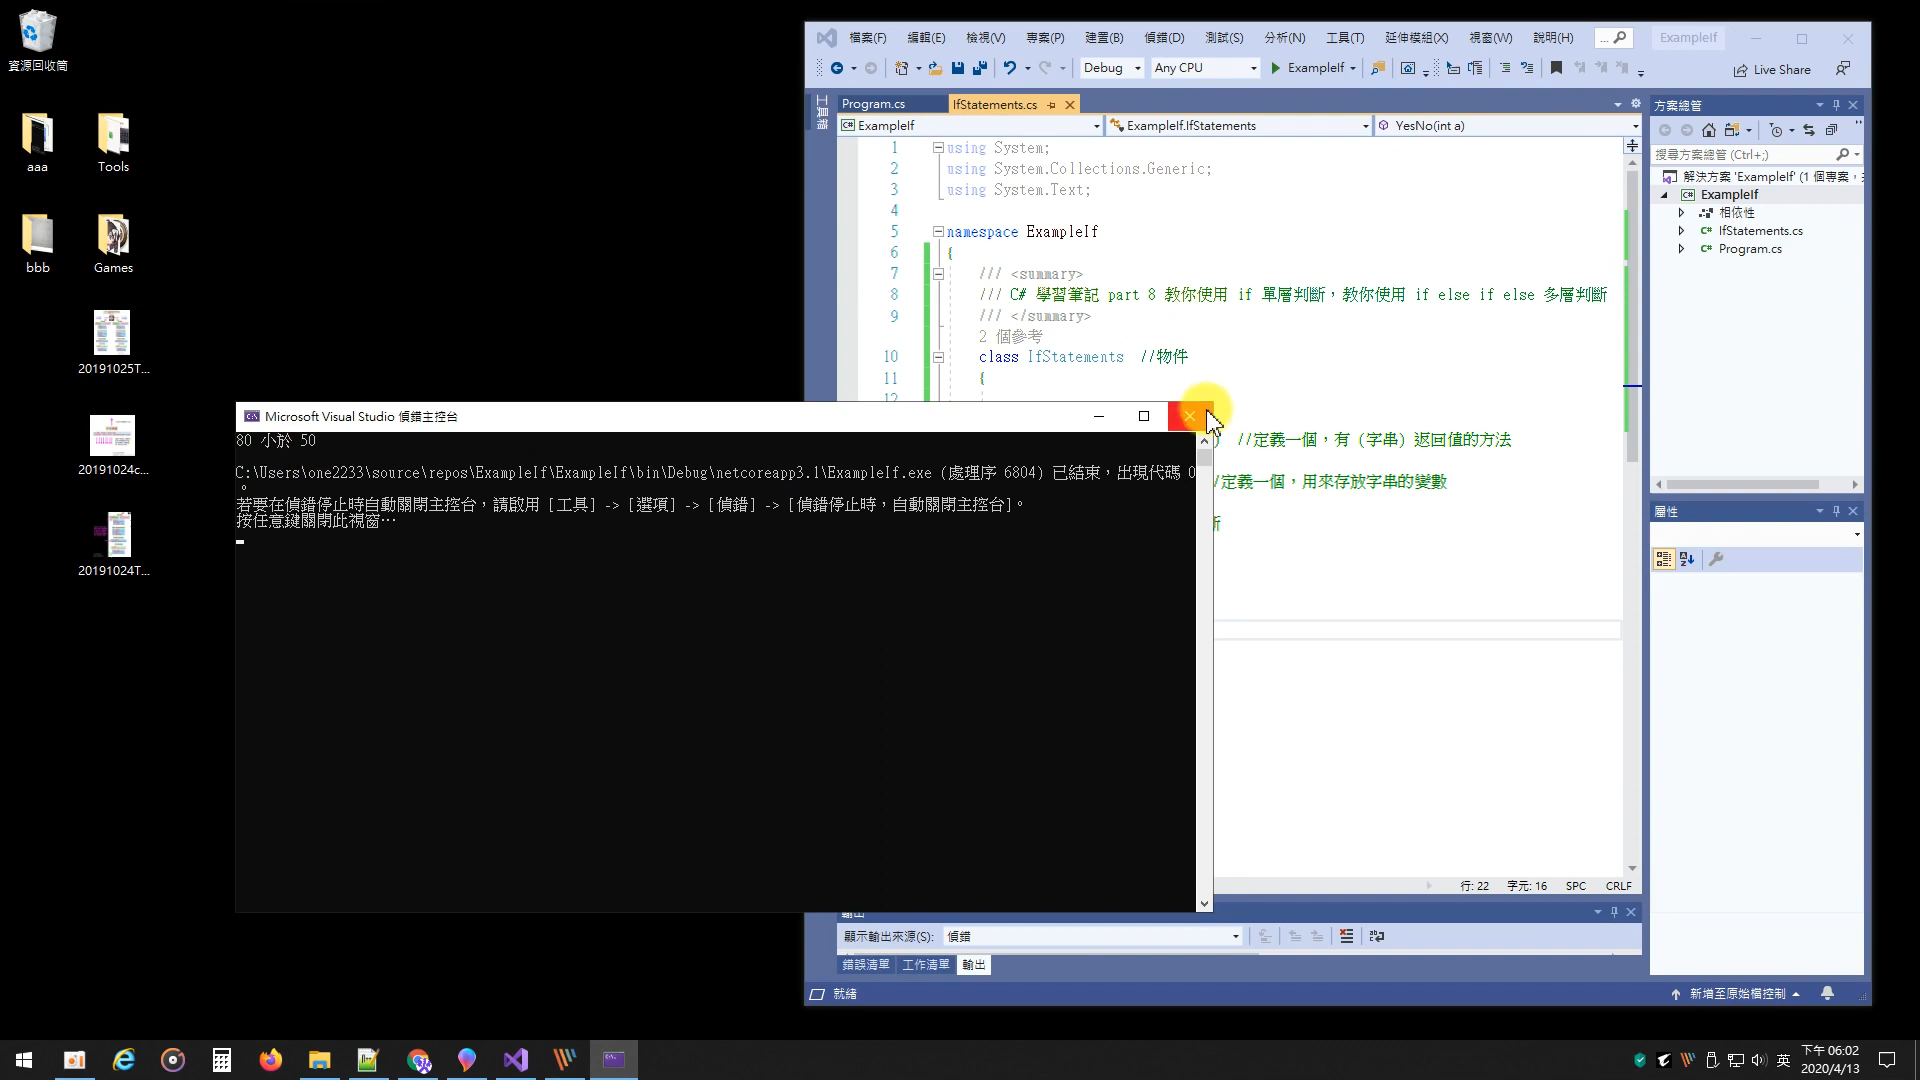 資源回收筒
aaa
Tools
bbb
Games
20191025T...
20191024c...
20191024T...
檔案(F) 編輯(E) 檢視(V) 專案(P) 建置(B) 偵錯(D) 測試(S) 分析(N) 工具(T) 延伸模組(X) 視窗(W) 說明(H) ... ExampleIf
Debug Any CPU ExampleIf Live Share
工具箱
Program.cs IfStatements.cs
ExampleIf ExampleIf.IfStatements YesNo(int a)
1 using System;
2 using System.Collections.Generic;
3 using System.Text;
4
5 namespace ExampleIf
6 {
7 /// <summary>
8 /// C# 學習筆記 part 8 教你使用 if 單層判斷，教你使用 if else if else 多層判斷
9 /// </summary>
2 個參考
10 class IfStatements //物件
11 {
12
) //定義一個，有 (字串) 返回值的方法
/定義一個，用來存放字串的變數
斷
行: 22 字元: 16 SPC CRLF
Microsoft Visual Studio 偵錯主控台
80 小於 50
C:\Users\one2233\source\repos\ExampleIf\ExampleIf\bin\Debug\netcoreapp3.1\ExampleIf.exe (處理序 6804) 已結束，出現代碼 0
。
若要在偵錯停止時自動關閉主控台，請啟用 [工具] -> [選項] -> [偵錯] -> [偵錯停止時，自動關閉主控台]。
按任意鍵關閉此視窗…
輸出
顯示輸出來源(S): 偵錯
錯誤清單 工作清單 輸出
就緒
新增至原始檔控制
方案總管
搜尋方案總管 (Ctrl+;)
解決方案 'ExampleIf' (1 個專案，
ExampleIf
相依性
IfStatements.cs
Program.cs
屬性
英
下午 06:02
2020/4/13